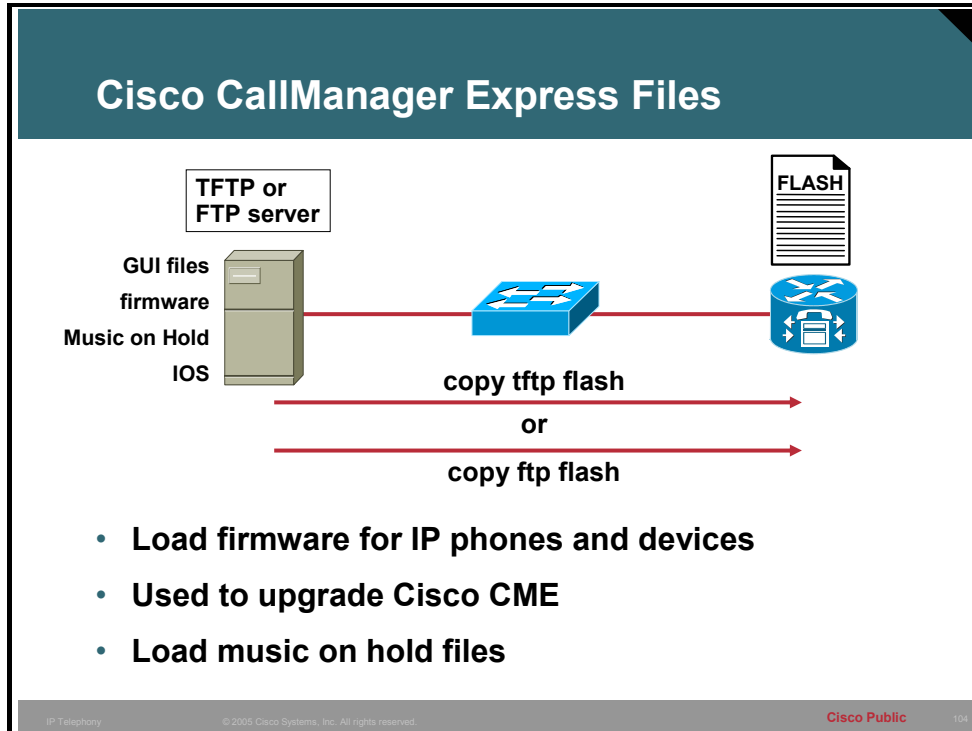 Cisco CallManager Express Files
TFTP or
FTP server
FLASH
GUI files
firmware
Music on Hold
IOS
copy tftp flash
or
copy ftp flash
• Load firmware for IP phones and devices
• Used to upgrade Cisco CME
• Load music on hold files
IP Telephony © 2005 Cisco Systems, Inc. All rights reserved. Cisco Public 104